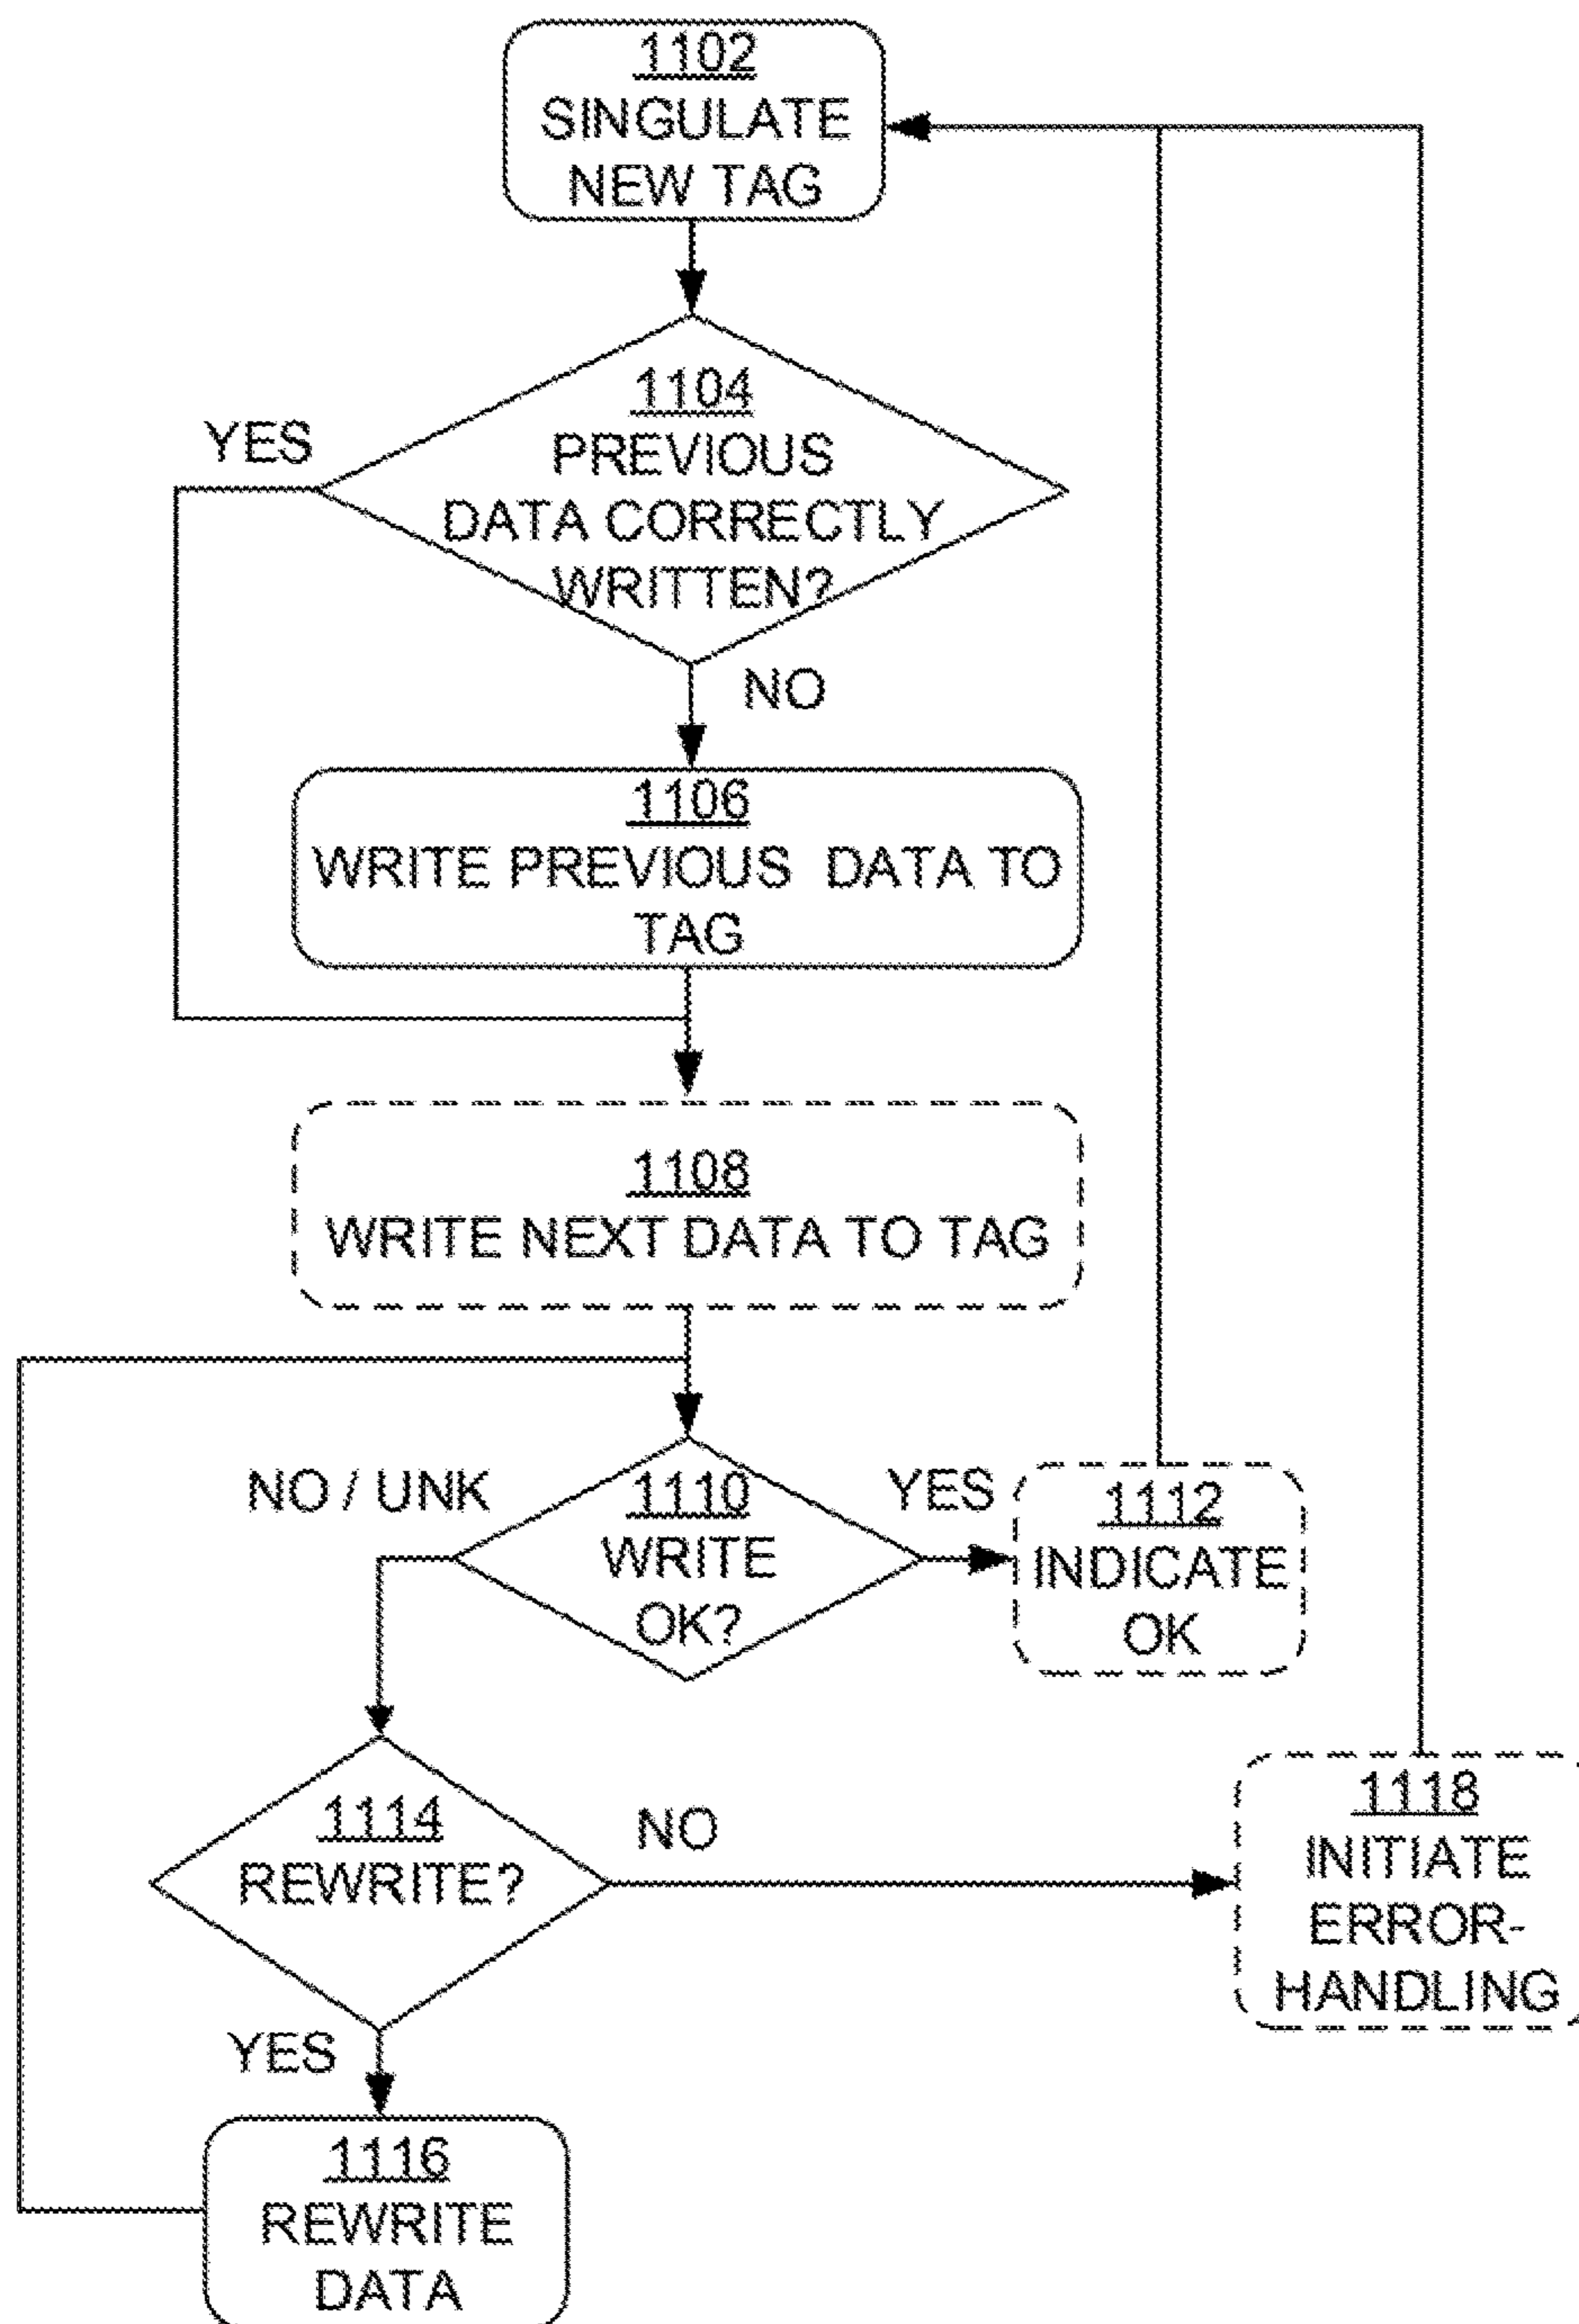 1102
SINGULATE
NEW TAG
1104
PREVIOUS
DATA CORRECTLY
WRITTEN?
YES
NO
1106
WRITE PREVIOUS DATA TO
TAG
1108
WRITE NEXT DATA TO TAG
NO / UNK
1110
WRITE
OK?
YES
1112
INDICATE
OK
1114
REWRITE?
NO
1118
INITIATE
ERROR-
HANDLING
YES
1116
REWRITE
DATA